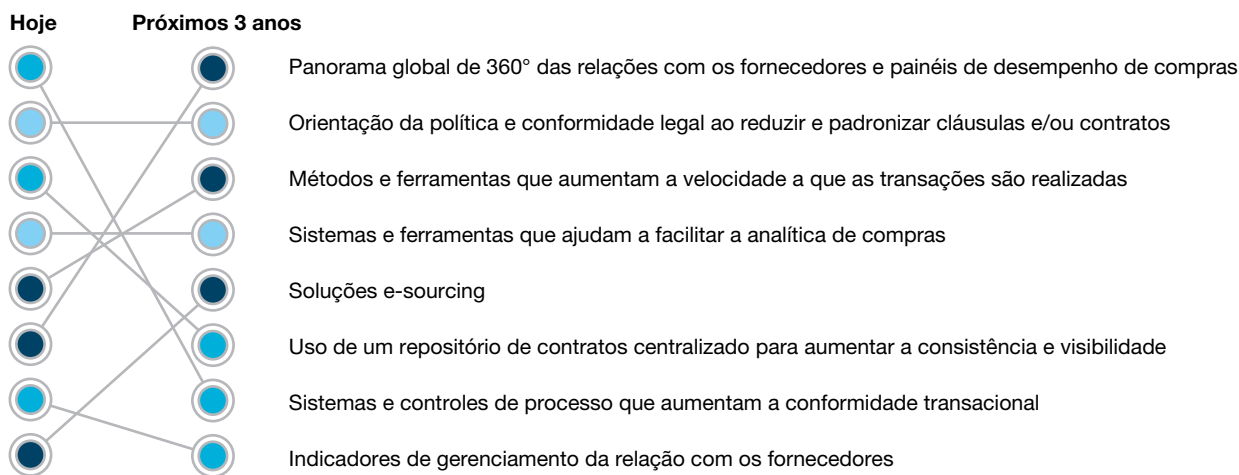 Hoje Próximos 3 anos
Panorama global de 360° das relações com os fornecedores e painéis de desempenho de compras
Orientação da política e conformidade legal ao reduzir e padronizar cláusulas e/ou contratos
Métodos e ferramentas que aumentam a velocidade a que as transações são realizadas
Sistemas e ferramentas que ajudam a facilitar a analítica de compras
Soluções e-sourcing
Uso de um repositório de contratos centralizado para aumentar a consistência e visibilidade
Sistemas e controles de processo que aumentam a conformidade transacional
Indicadores de gerenciamento da relação com os fornecedores